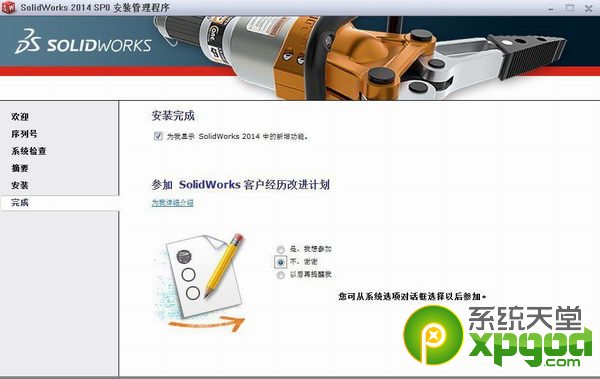 SolidWorks 2014 SP0 安装管理程序
SOLIDWORKS
欢迎
序列号
系统检查
摘要
安装
完成
安装完成
为我显示 SolidWorks 2014 中的新增功能。
参加 SolidWorks 客户经历改进计划
为我详细介绍
是，我想参加
不，谢谢
以后再提醒我
您可从系统选项对话框选择以后参加。
系统天堂
xpgod.com